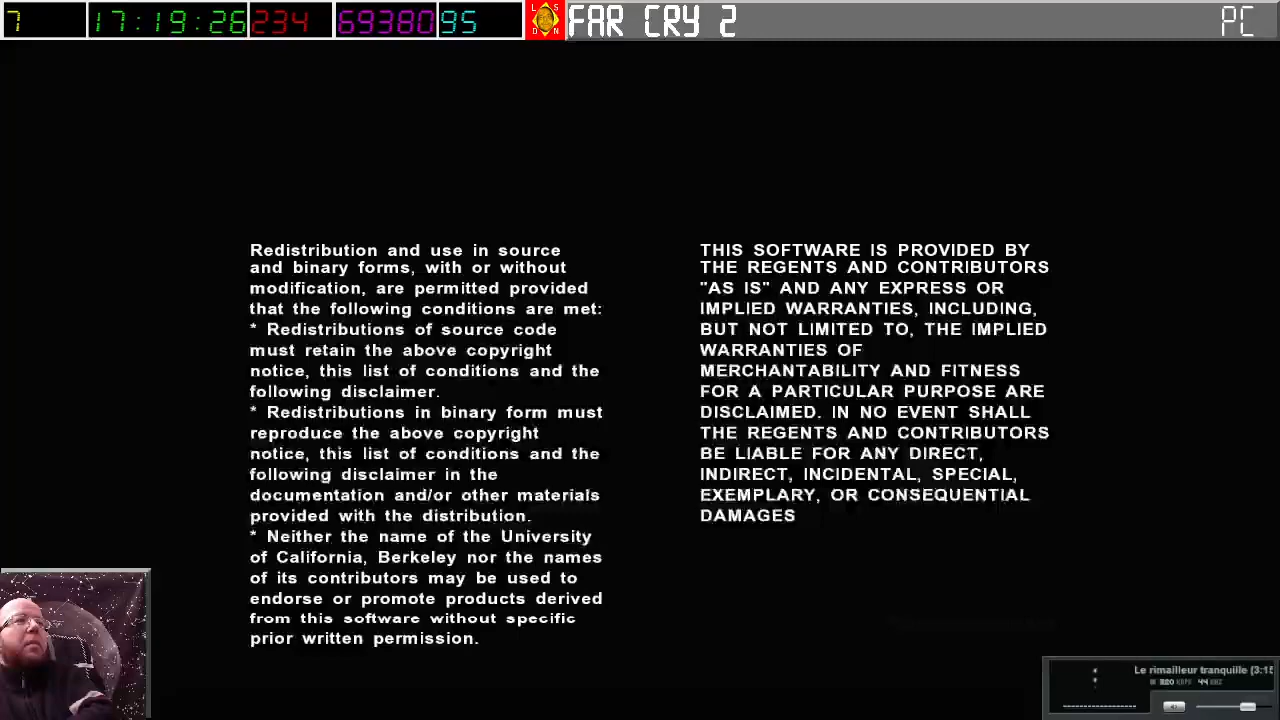 7 17:19:26 234 69380 95 FAR CRY 2 PC
Redistribution and use in source
and binary forms, with or without
modification, are permitted provided
that the following conditions are met:
* Redistributions of source code
must retain the above copyright
notice, this list of conditions and the
following disclaimer.
* Redistributions in binary form must
reproduce the above copyright
notice, this list of conditions and the
following disclaimer in the
documentation and/or other materials
provided with the distribution.
* Neither the name of the University
of California, Berkeley nor the names
of its contributors may be used to
endorse or promote products derived
from this software without specific
prior written permission.
THIS SOFTWARE IS PROVIDED BY
THE REGENTS AND CONTRIBUTORS
"AS IS" AND ANY EXPRESS OR
IMPLIED WARRANTIES, INCLUDING,
BUT NOT LIMITED TO, THE IMPLIED
WARRANTIES OF
MERCHANTABILITY AND FITNESS
FOR A PARTICULAR PURPOSE ARE
DISCLAIMED. IN NO EVENT SHALL
THE REGENTS AND CONTRIBUTORS
BE LIABLE FOR ANY DIRECT,
INDIRECT, INCIDENTAL, SPECIAL,
EXEMPLARY, OR CONSEQUENTIAL
DAMAGES
Le rimailleur tranquille (3:15
320 KBPS 44 KHZ